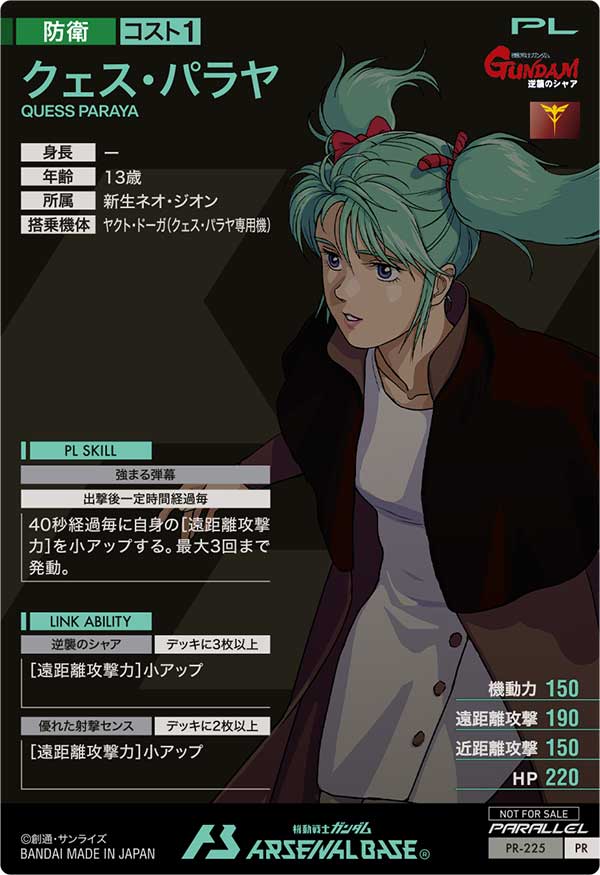 防衛 コスト1
PL
クェス・パラヤ
QUESS PARAYA
機動戦士ガンダム
GUNDAM
逆襲のシャア
身長 ー
年齢 13歳
所属 新生ネオ・ジオン
搭乗機体 ヤクト・ドーガ(クェス・パラヤ専用機)
PL SKILL
強まる弾幕
出撃後一定時間経過毎
40秒経過毎に自身の[遠距離攻撃
力]を小アップする。最大3回まで
発動。
LINK ABILITY
逆襲のシャア デッキに3枚以上
[遠距離攻撃力]小アップ
優れた射撃センス デッキに2枚以上
[遠距離攻撃力]小アップ
機動力 150
遠距離攻撃 190
近距離攻撃 150
HP 220
©創通・サンライズ
BANDAI MADE IN JAPAN
機動戦士ガンダム
AB ARSENAL BASE®
NOT FOR SALE
PARALLEL
PR-225 PR